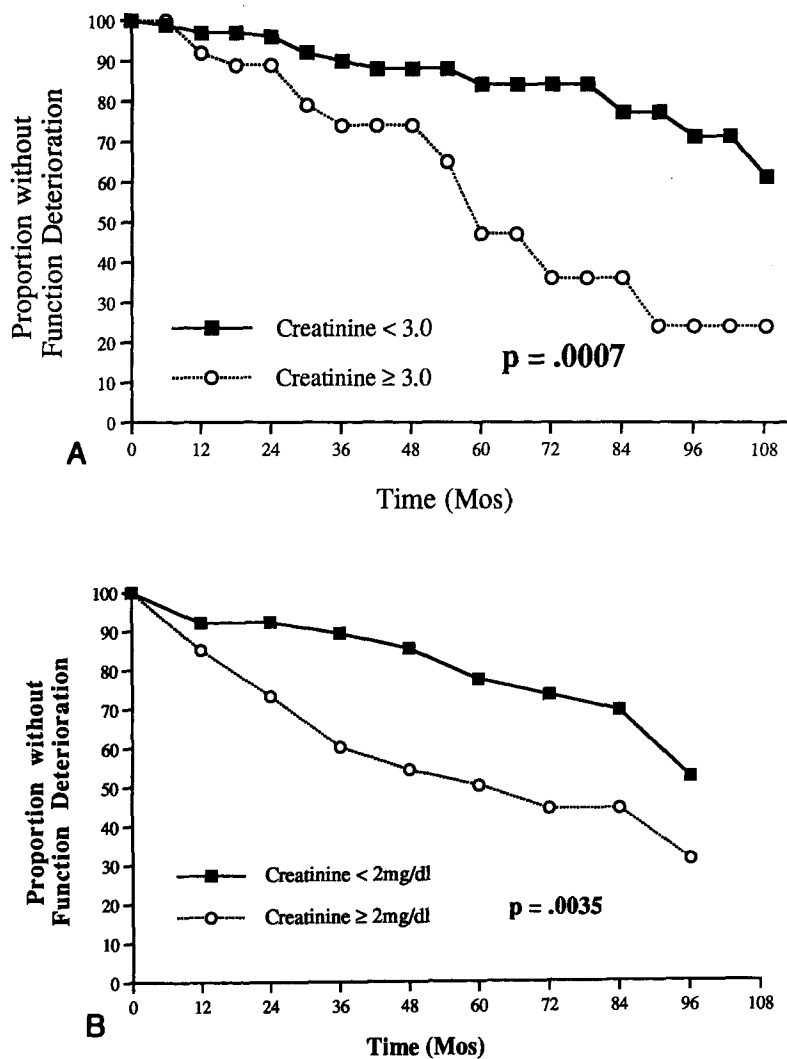 100
90
80
70
60
50
40
30
20
10
0
Proportion without
Function Deterioration
Creatinine < 3.0
Creatinine ≥ 3.0
p = .0007
0 12 24 36 48 60 72 84 96 108
A
Time (Mos)
100
90
80
70
60
50
40
30
20
10
0
Proportion without
Function Deterioration
Creatinine < 2mg/dl
Creatinine ≥ 2mg/dl
p = .0035
0 12 24 36 48 60 72 84 96 108
B
Time (Mos)